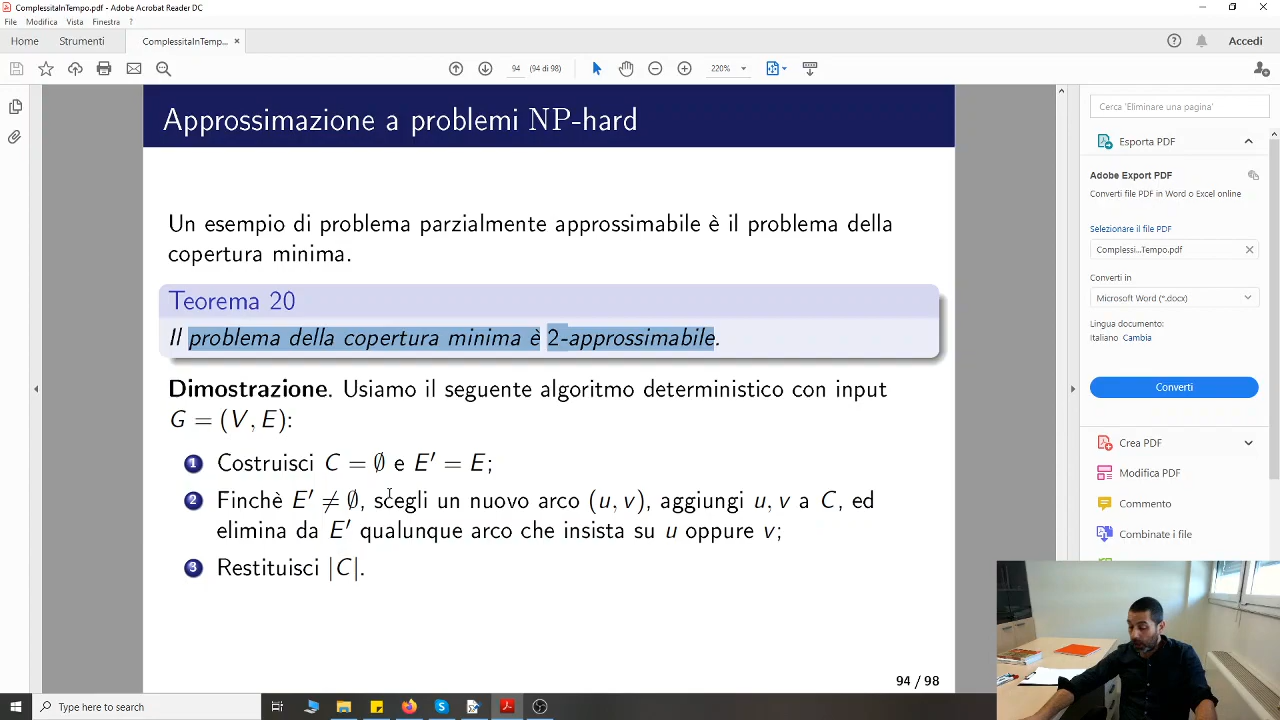 ComplessitaInTempo.pdf - Adobe Acrobat Reader DC
File Modifica Vista Finestra ?
Home Strumenti ComplessitaInTemp... × Accedi
94 (94 di 98) 220%
Approssimazione a problemi NP-hard
Un esempio di problema parzialmente approssimabile è il problema della
copertura minima.
Teorema 20
Il problema della copertura minima è 2-approssimabile.
Dimostrazione. Usiamo il seguente algoritmo deterministico con input
G = (V, E):
1 Costruisci C = ∅ e E′ = E;
2 Finchè E′ ≠ ∅, scegli un nuovo arco (u, v), aggiungi u, v a C, ed
elimina da E′ qualunque arco che insista su u oppure v;
3 Restituisci |C|.
94 / 98
Cerca 'Eliminare una pagina'
Esporta PDF
Adobe Export PDF
Converti file PDF in Word o Excel online
Selezionare il file PDF
Complessi...Tempo.pdf
Converti in
Microsoft Word (*.docx)
Lingua documento:
Italiano Cambia
Converti
Crea PDF
Modifica PDF
Commento
Combinate i file
Type here to search